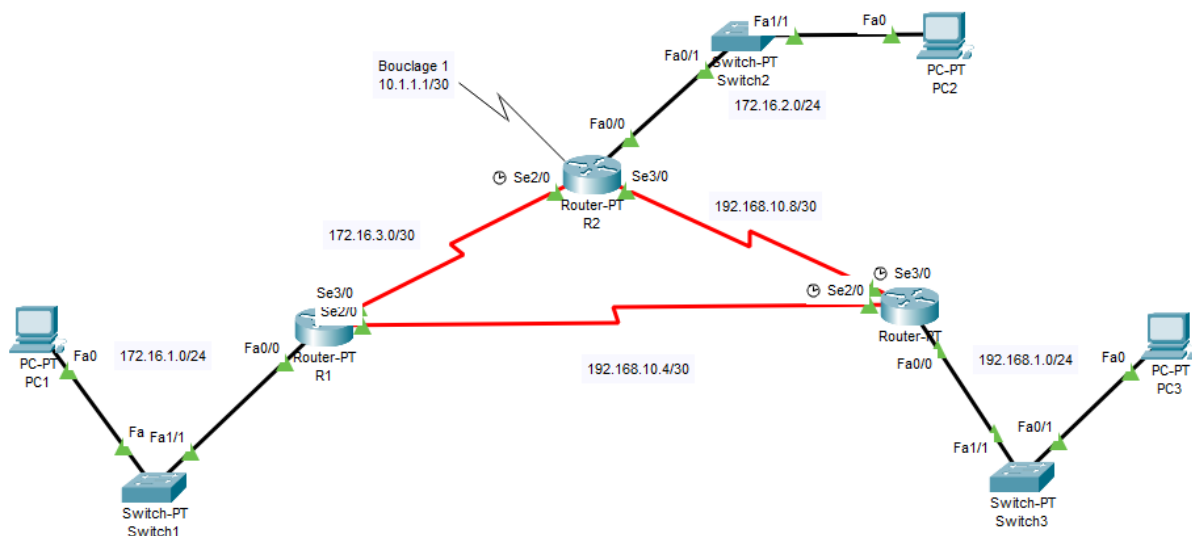 Fa1/1
Fa0
Fa0/1
Switch-PT
Switch2
PC-PT
PC2
Bouclage 1
10.1.1.1/30
172.16.2.0/24
Fa0/0
Se2/0
Se3/0
Router-PT
R2
172.16.3.0/30
192.168.10.8/30
Se3/0
Se2/0
Se3/0
Se2/0
172.16.1.0/24
Fa0/0
Router-PT
R1
PC-PT
PC1
Fa0
Router-PT
Fa0/0
192.168.10.4/30
192.168.1.0/24
Fa0
PC-PT
PC3
Fa
Fa1/1
Fa0/1
Fa1/1
Switch-PT
Switch1
Switch-PT
Switch3